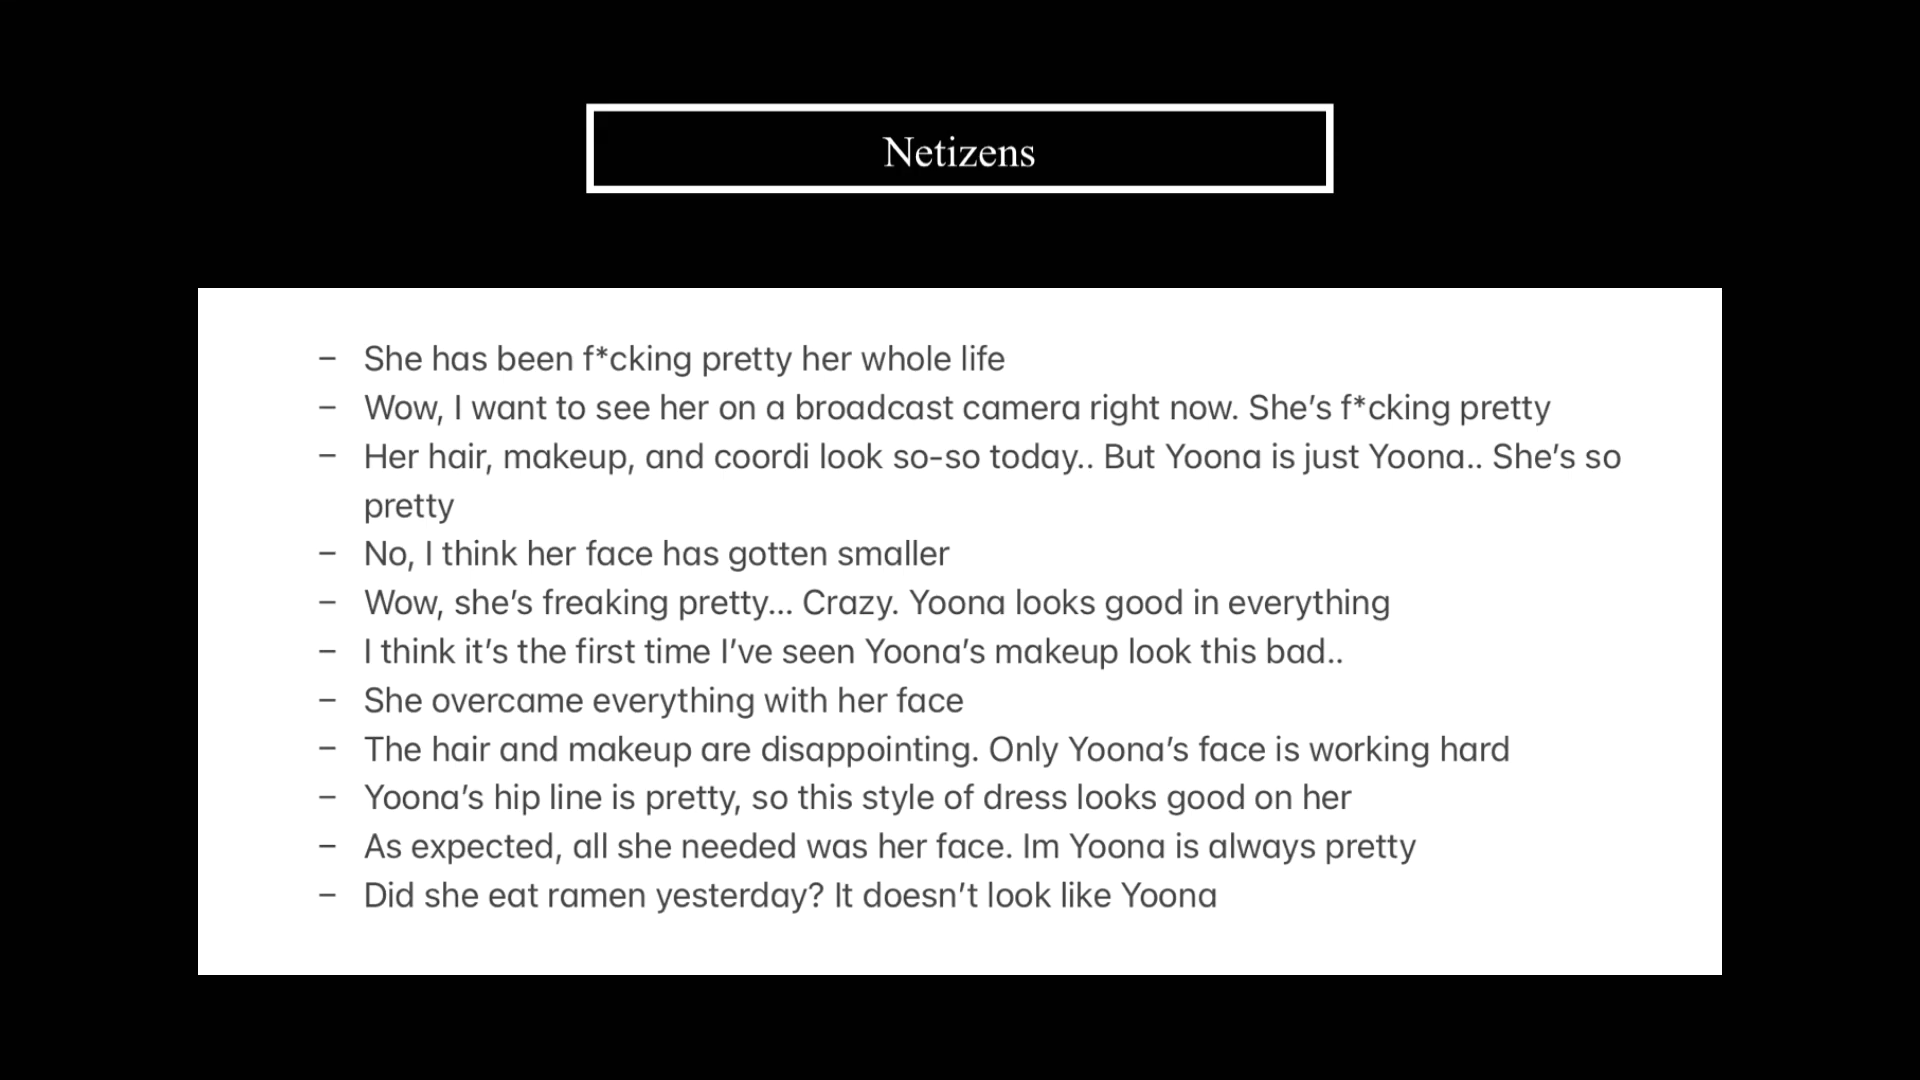 Netizens
– She has been f*cking pretty her whole life
– Wow, I want to see her on a broadcast camera right now. She’s f*cking pretty
– Her hair, makeup, and coordi look so-so today.. But Yoona is just Yoona.. She’s so
pretty
– No, I think her face has gotten smaller
– Wow, she’s freaking pretty... Crazy. Yoona looks good in everything
– I think it’s the first time I’ve seen Yoona’s makeup look this bad..
– She overcame everything with her face
– The hair and makeup are disappointing. Only Yoona’s face is working hard
– Yoona’s hip line is pretty, so this style of dress looks good on her
– As expected, all she needed was her face. Im Yoona is always pretty
– Did she eat ramen yesterday? It doesn’t look like Yoona